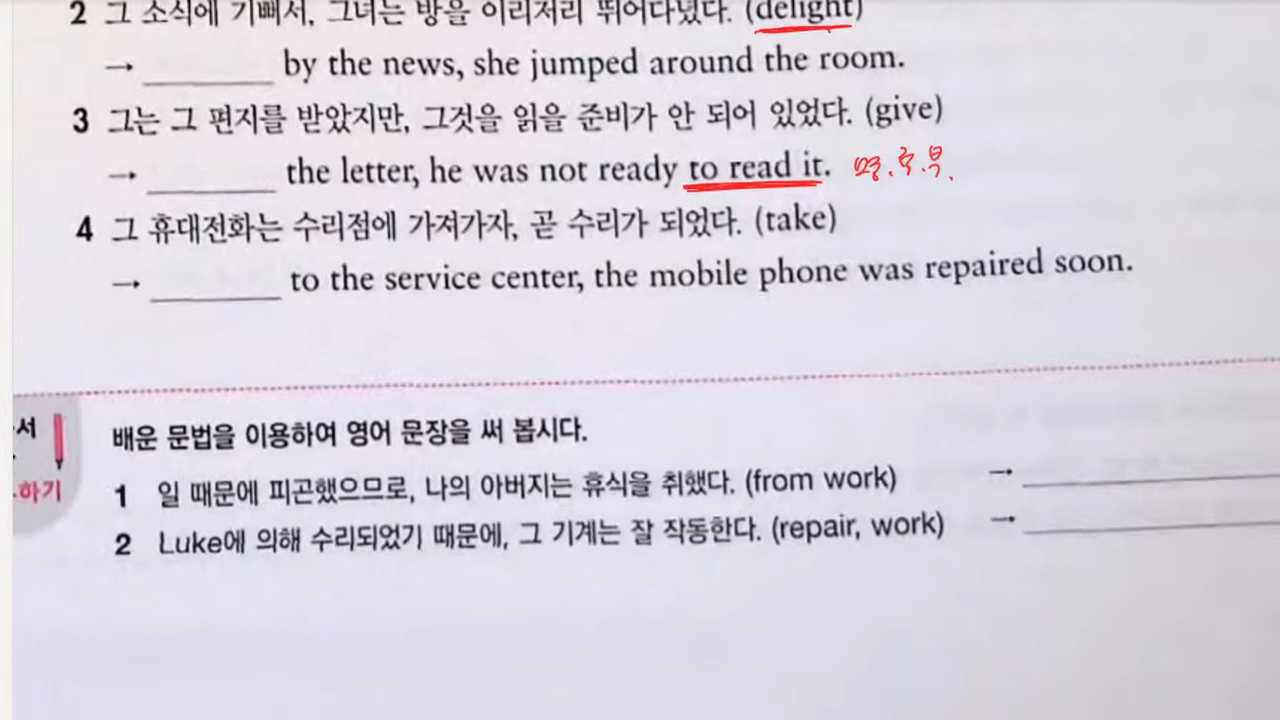 2 그 소식에 기뻐서, 그녀는 방을 이리저리 뛰어다녔다. (delight)
→ ________ by the news, she jumped around the room.
3 그는 그 편지를 받았지만, 그것을 읽을 준비가 안 되어 있었다. (give)
→ ________ the letter, he was not ready to read it. 명.주.목.
4 그 휴대전화는 수리점에 가져가자, 곧 수리가 되었다. (take)
→ ________ to the service center, the mobile phone was repaired soon.
서
하기
배운 문법을 이용하여 영어 문장을 써 봅시다.
1 일 때문에 피곤했으므로, 나의 아버지는 휴식을 취했다. (from work) → ________
2 Luke에 의해 수리되었기 때문에, 그 기계는 잘 작동한다. (repair, work) → ________